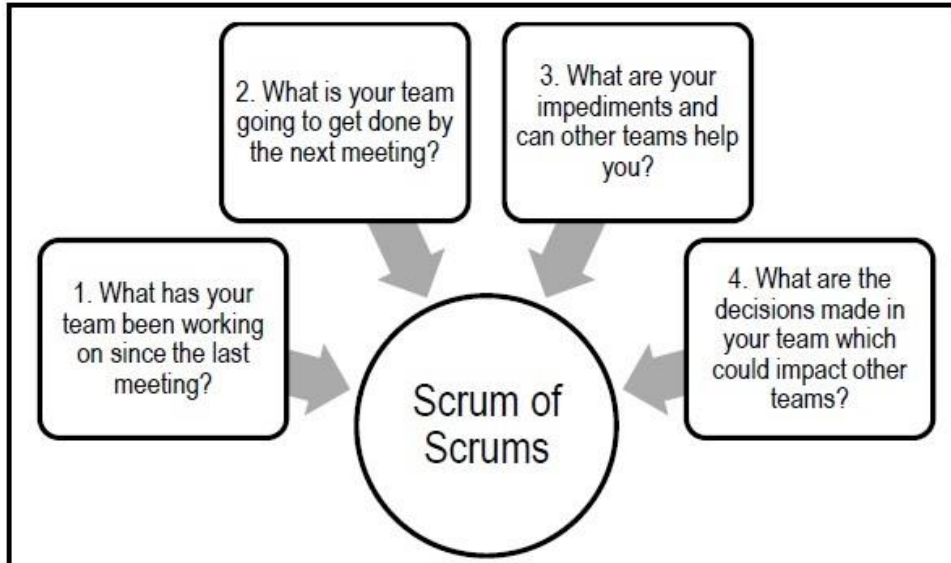 1. What has your
team been working
on since the last
meeting?
2. What is your team
going to get done by
the next meeting?
3. What are your
impediments and
can other teams help
you?
4. What are the
decisions made in
your team which
could impact other
teams?
Scrum of
Scrums